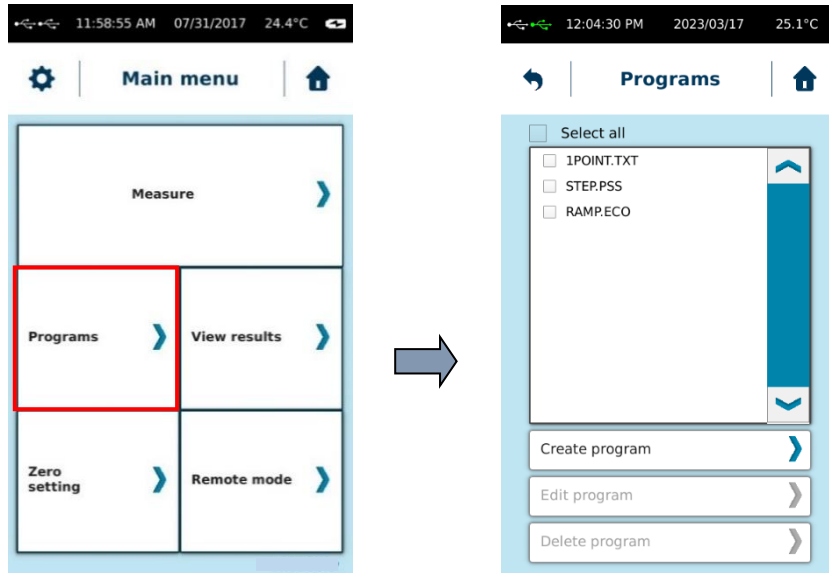 11:58:55 AM 07/31/2017 24.4°C
Main menu
Measure
Programs
View results
Zero
setting
Remote mode
12:04:30 PM 2023/03/17 25.1°C
Programs
Select all
1POINT.TXT
STEP.PSS
RAMP.ECO
Create program
Edit program
Delete program